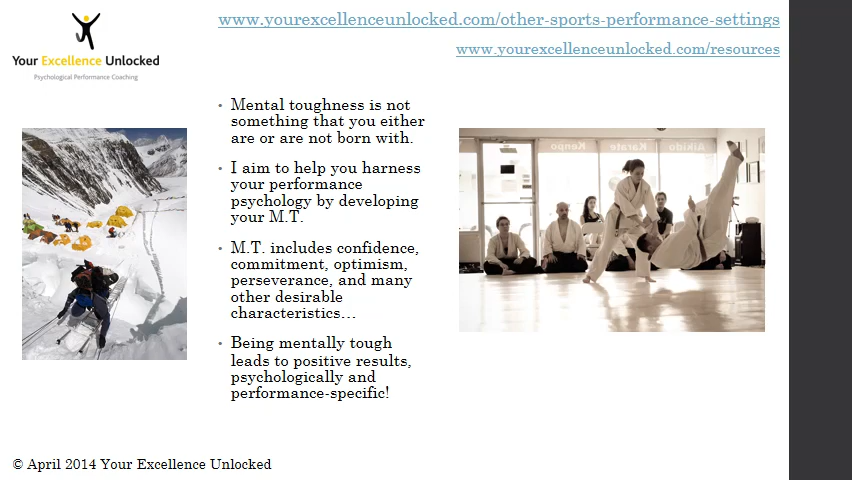 www.yourexcellenceunlocked.com/other-sports-performance-settings
www.yourexcellenceunlocked.com/resources
Your Excellence Unlocked
Psychological Performance Coaching
• Mental toughness is not
something that you either
are or are not born with.
• I aim to help you harness
your performance
psychology by developing
your M.T.
• M.T. includes confidence,
commitment, optimism,
perseverance, and many
other desirable
characteristics…
• Being mentally tough
leads to positive results,
psychologically and
performance-specific!
Kenpo Karate Aikido
© April 2014 Your Excellence Unlocked